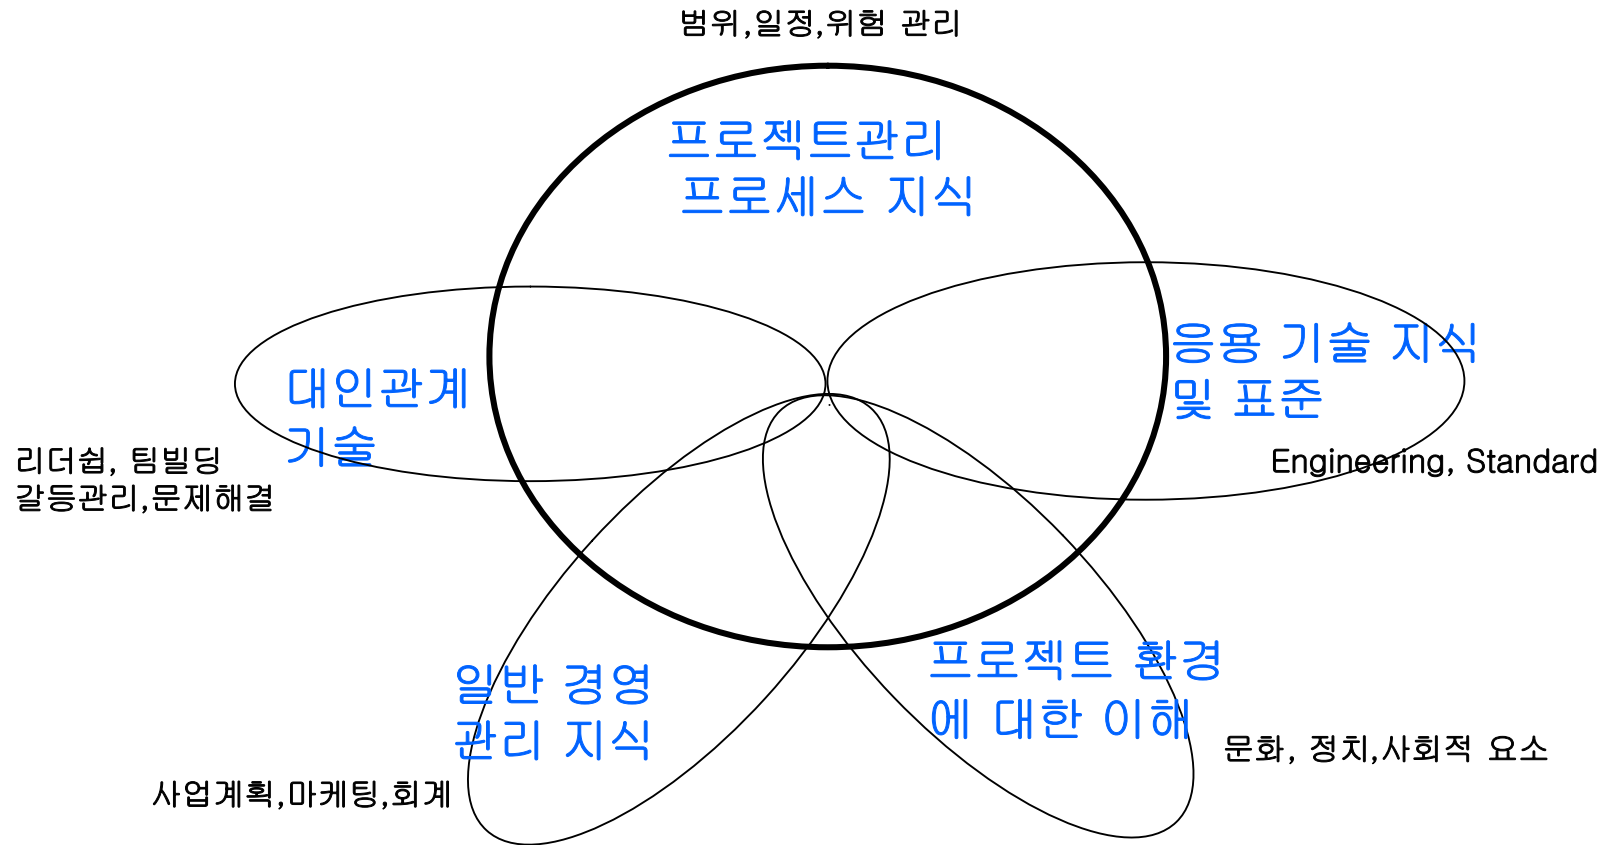 범위,일정,위험 관리
프로젝트관리
프로세스 지식
대인관계
기술
응용 기술 지식
및 표준
리더쉽, 팀빌딩
갈등관리,문제해결
Engineering, Standard
일반 경영
관리 지식
프로젝트 환경
에 대한 이해
사업계획,마케팅,회계
문화, 정치,사회적 요소